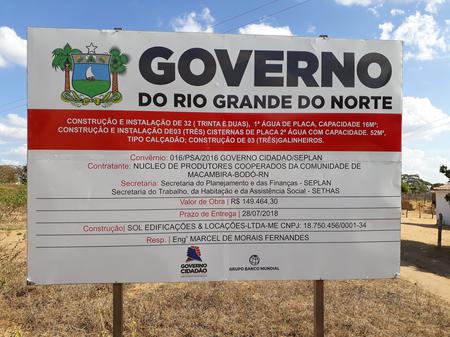 GOVERNO
DO RIO GRANDE DO NORTE
CONSTRUÇÃO E INSTALAÇÃO DE 32 ( TRINTA E DUAS), 1ª ÁGUA DE PLACA, CAPACIDADE 16M³;
CONSTRUÇÃO E INSTALAÇÃO DE03 (TRÊS) CISTERNAS DE PLACA 2ª ÁGUA COM CAPACIDADE. 52M³,
TIPO CALÇADÃO; CONSTRUÇÃO DE 03 (TRÊS)GALINHEIROS.
Convênio: 016/PSA/2016 GOVERNO CIDADÃO/SEPLAN
Contratante: NUCLEO DE PRODUTORES COOPERADOS DA COMUNIDADE DE
MACAMBIRA-BODÓ-RN
Secretaria: Secretaria do Planejamento e das Finanças - SEPLAN
Secretaria do Trabalho, da Habitação e da Assistência Social - SETHAS
Valor de Obra| R$ 149.464,30
Prazo de Entrega | 28/07/2018
Construção| SOL EDIFICAÇÕES & LOCAÇÕES-LTDA-ME CNPJ: 18.750.456/0001-34
Resp. | Engº MARCEL DE MORAIS FERNANDES
GOVERNO
CIDADÃO
GRUPO BANCO MUNDIAL